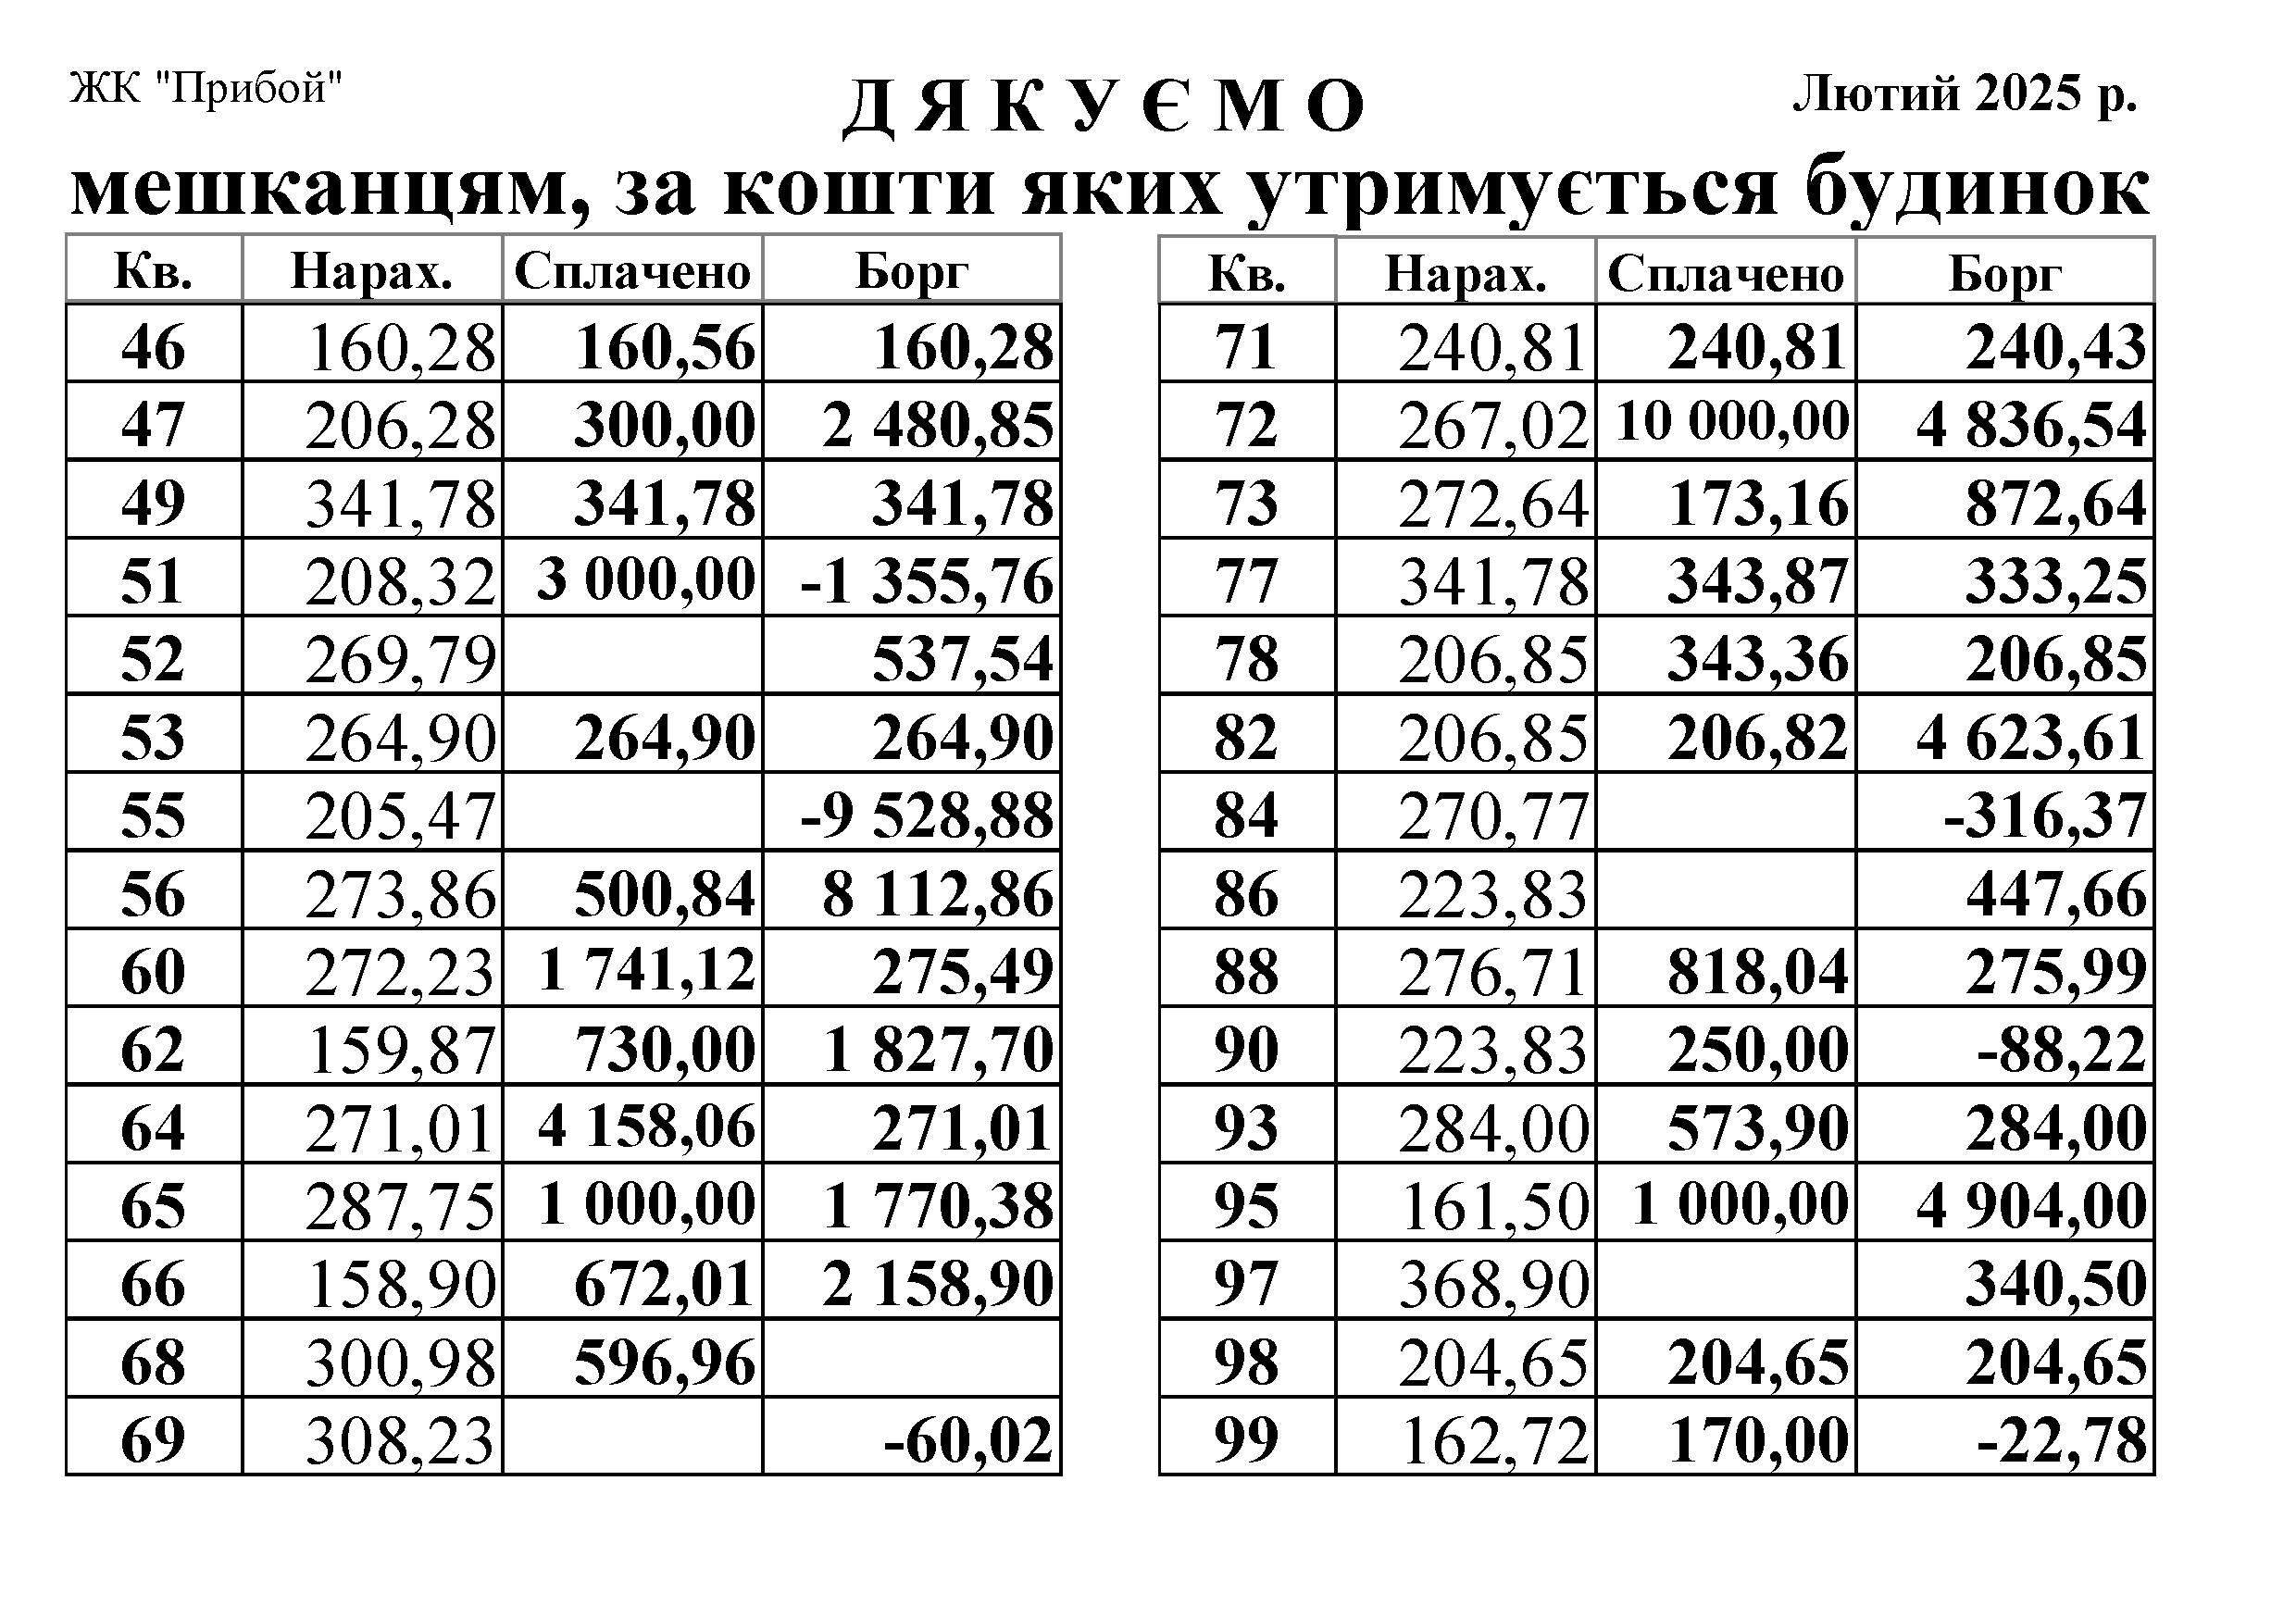 ЖК "Прибой" Д Я К У Є М О Лютий 2025 р.
мешканцям, за кошти яких утримується будинок
Кв. Нарах. Сплачено Борг Кв. Нарах. Сплачено Борг
46 160,28 160,56 160,28 71 240,81 240,81 240,43
47 206,28 300,00 2 480,85 72 267,02 10 000,00 4 836,54
49 341,78 341,78 341,78 73 272,64 173,16 872,64
51 208,32 3 000,00 -1 355,76 77 341,78 343,87 333,25
52 269,79 537,54 78 206,85 343,36 206,85
53 264,90 264,90 264,90 82 206,85 206,82 4 623,61
55 205,47 -9 528,88 84 270,77 -316,37
56 273,86 500,84 8 112,86 86 223,83 447,66
60 272,23 1 741,12 275,49 88 276,71 818,04 275,99
62 159,87 730,00 1 827,70 90 223,83 250,00 -88,22
64 271,01 4 158,06 271,01 93 284,00 573,90 284,00
65 287,75 1 000,00 1 770,38 95 161,50 1 000,00 4 904,00
66 158,90 672,01 2 158,90 97 368,90 340,50
68 300,98 596,96 98 204,65 204,65 204,65
69 308,23 -60,02 99 162,72 170,00 -22,78